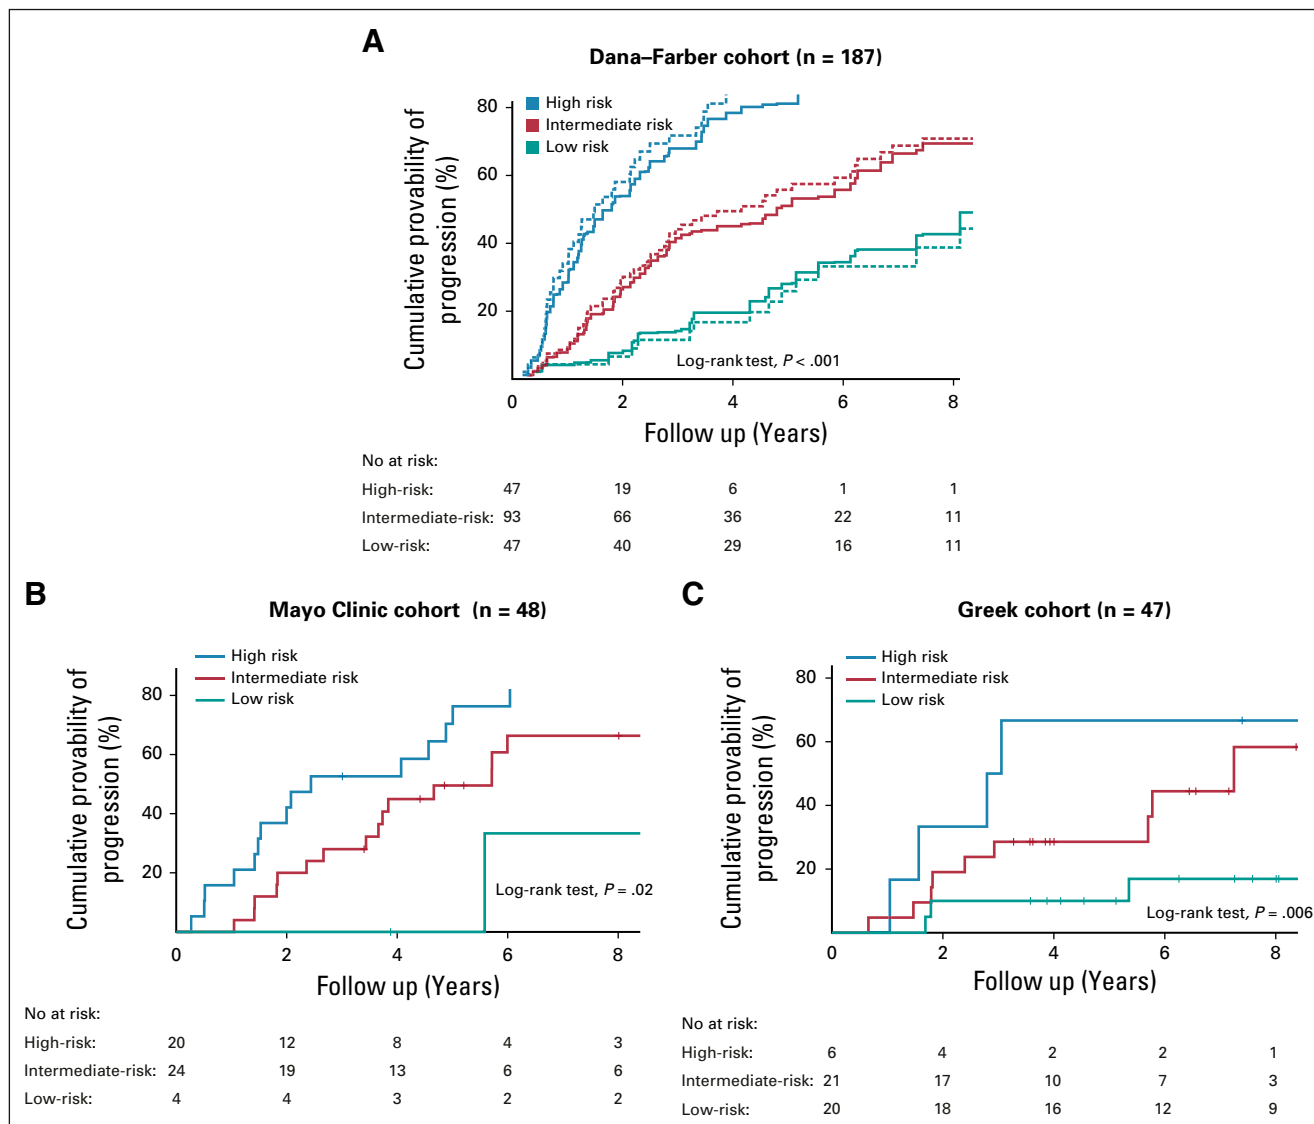 A
Dana–Farber cohort (n = 187)
Cumulative provability of
progression (%)
80
60
40
20
High risk
Intermediate risk
Low risk
Log-rank test, P < .001
0 2 4 6 8
Follow up (Years)
No at risk:
High-risk: 47 19 6 1 1
Intermediate-risk: 93 66 36 22 11
Low-risk: 47 40 29 16 11
B
Mayo Clinic cohort (n = 48)
Cumulative provability of
progression (%)
80
60
40
20
High risk
Intermediate risk
Low risk
Log-rank test, P = .02
0 2 4 6 8
Follow up (Years)
No at risk:
High-risk: 20 12 8 4 3
Intermediate-risk: 24 19 13 6 6
Low-risk: 4 4 3 2 2
C
Greek cohort (n = 47)
Cumulative provability of
progression (%)
80
60
40
20
High risk
Intermediate risk
Low risk
Log-rank test, P = .006
0 2 4 6 8
Follow up (Years)
No at risk:
High-risk: 6 4 2 2 1
Intermediate-risk: 21 17 10 7 3
Low-risk: 20 18 16 12 9